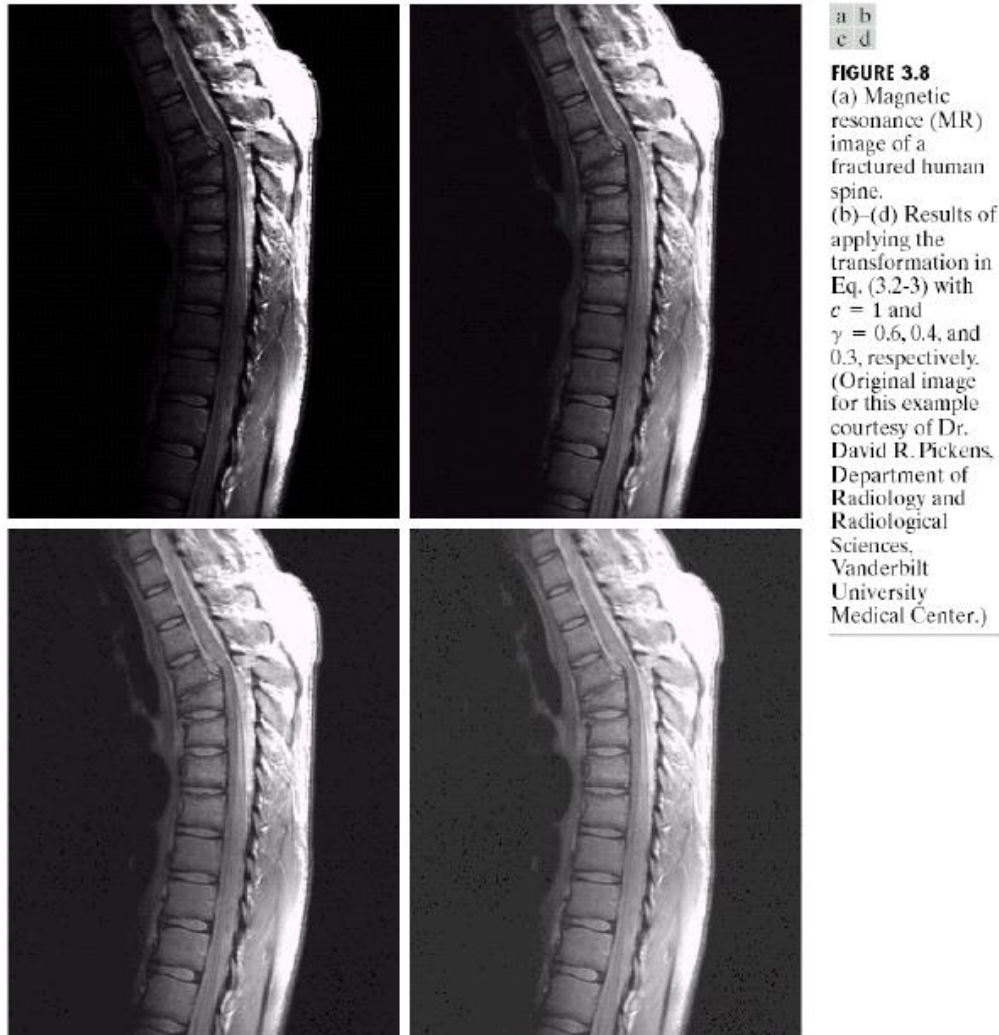 a b
c d
FIGURE 3.8
(a) Magnetic
resonance (MR)
image of a
fractured human
spine.
(b)–(d) Results of
applying the
transformation in
Eq. (3.2-3) with
c = 1 and
γ = 0.6, 0.4, and
0.3, respectively.
(Original image
for this example
courtesy of Dr.
David R. Pickens,
Department of
Radiology and
Radiological
Sciences,
Vanderbilt
University
Medical Center.)